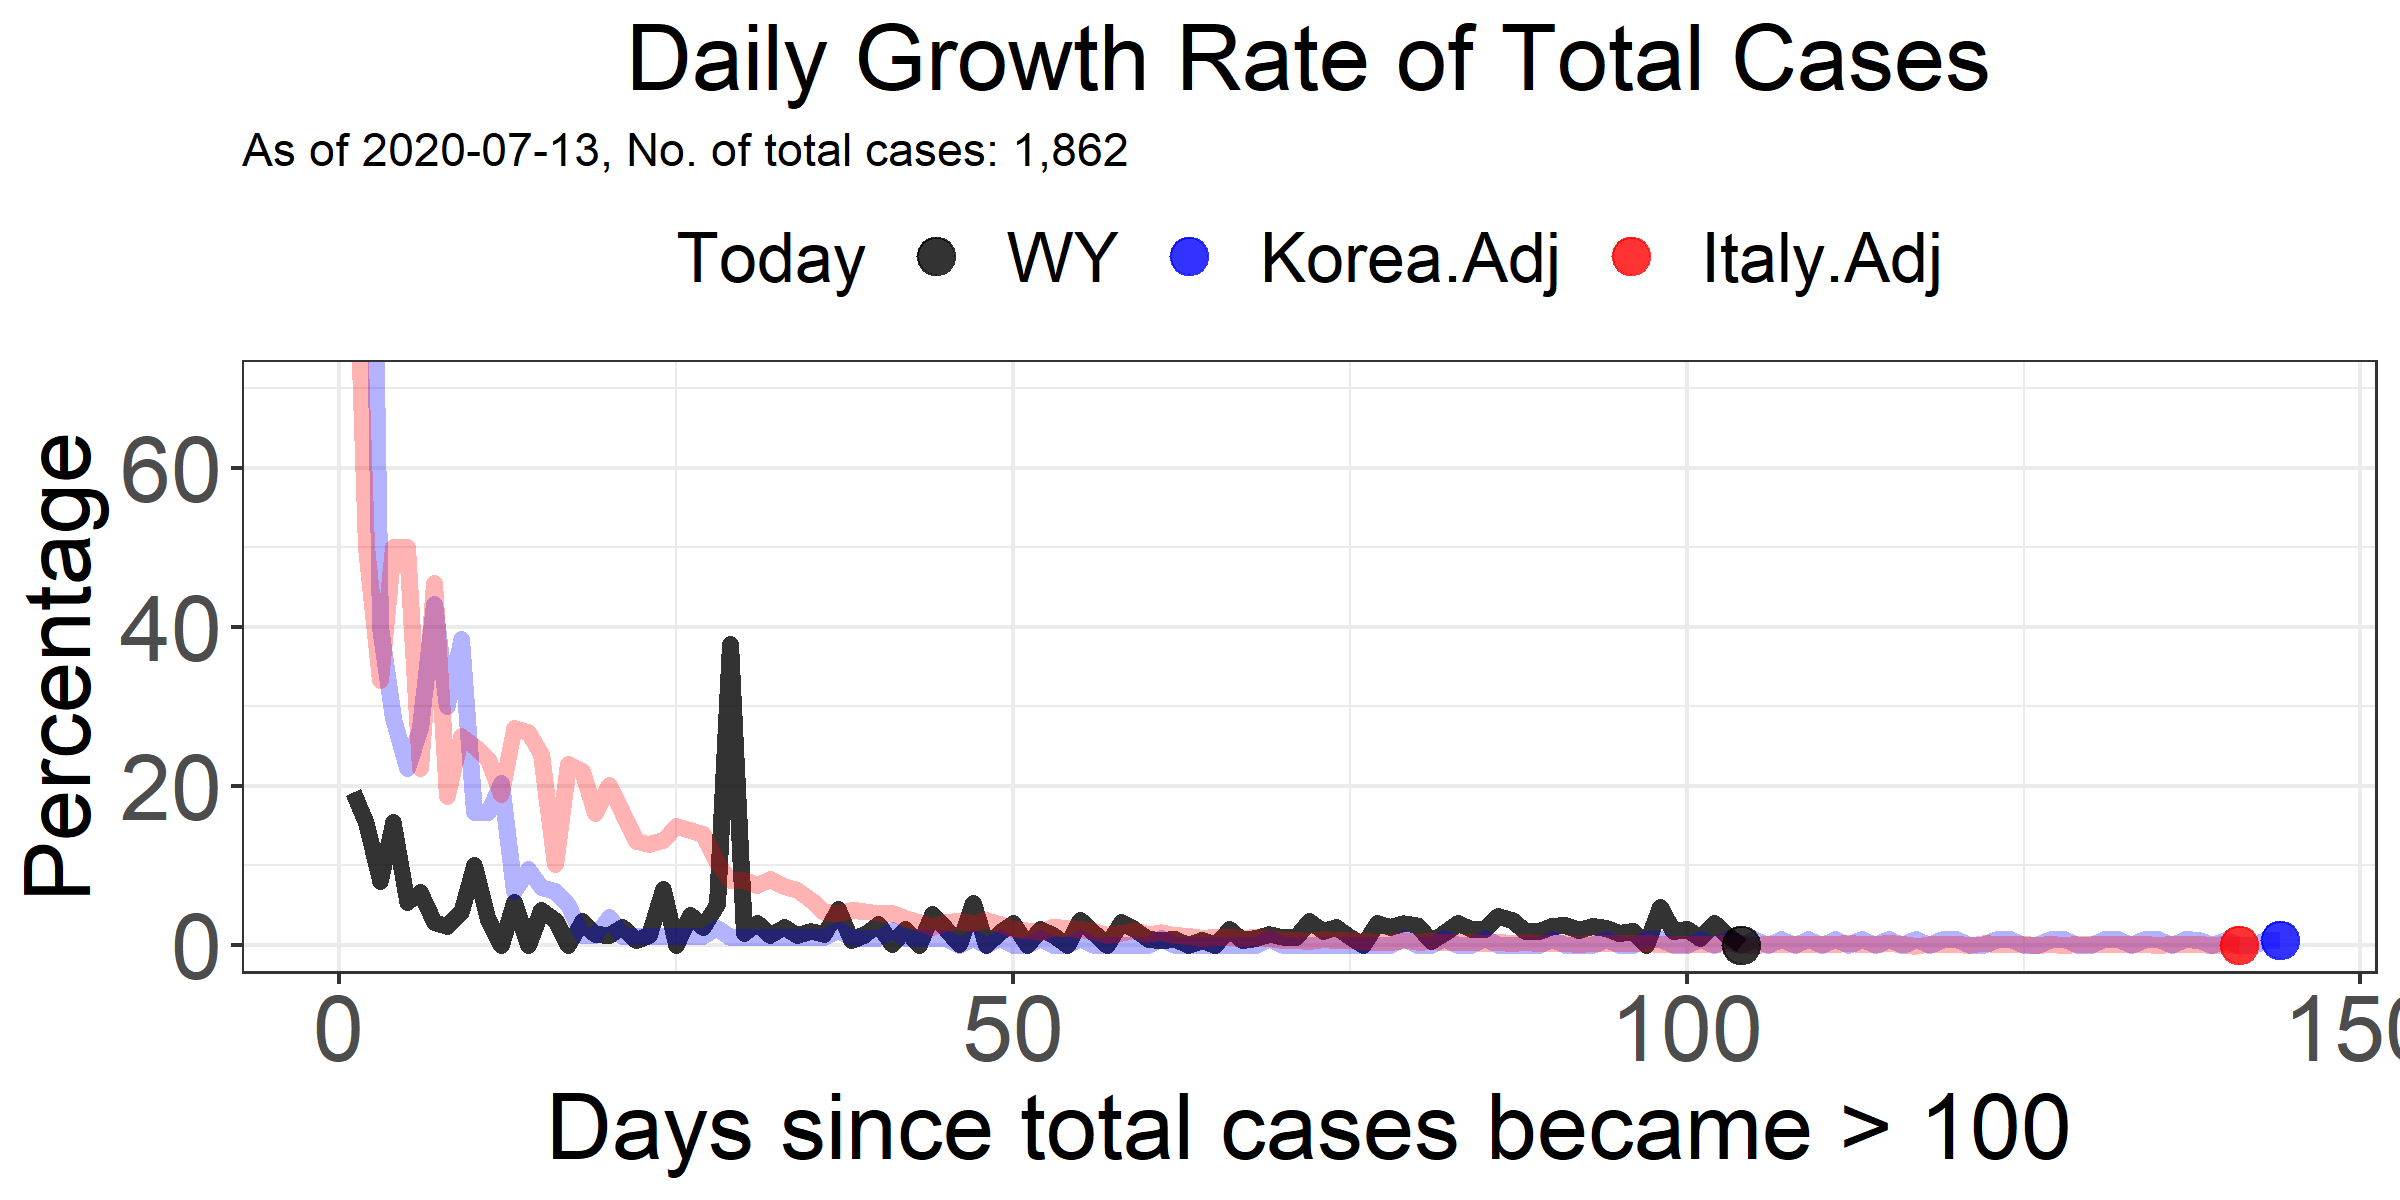 Daily Growth Rate of Total Cases
As of 2020-07-13, No. of total cases: 1,862
Today WY Korea.Adj Italy.Adj
Percentage
60
40
20
0
0 50 100 150
Days since total cases became > 100